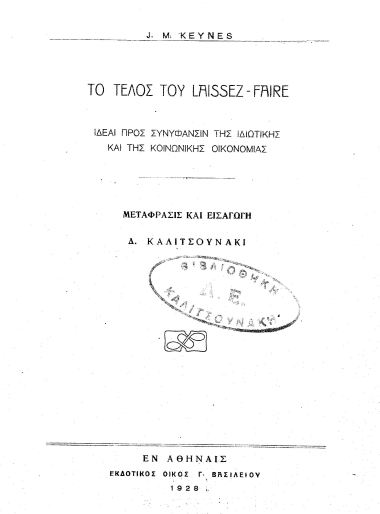 J. M. KEYNES
ΤΟ ΤΕΛΟΣ ΤΟΥ LAISSEZ-FAIRE
ΙΔΕΑΙ ΠΡΟΣ ΣΥΝΥΦΑΝΣΙΝ ΤΗΣ ΙΔΙΩΤΙΚΗΣ
ΚΑΙ ΤΗΣ ΚΟΙΝΩΝΙΚΗΣ ΟΙΚΟΝΟΜΙΑΣ
ΜΕΤΑΦΡΑΣΙΣ ΚΑΙ ΕΙΣΑΓΩΓΗ
Δ. ΚΑΛΙΤΣΟΥΝΑΚΙ
ΒΙΒΛΙΟΘΗΚΗ
Δ. Ε.
ΚΑΛΙΤΣΟΥΝΑΚΗ
ΕΝ ΑΘΗΝΑΙΣ
ΕΚΔΟΤΙΚΟΣ ΟΙΚΟΣ Γ. ΒΑΣΙΛΕΙΟΥ
1928